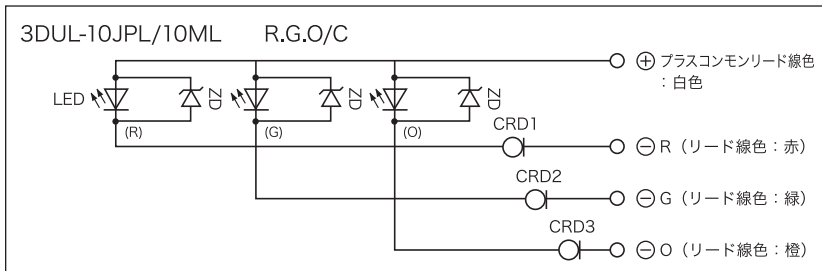 3DUL-10JPL/10ML R.G.O/C
⊕ プラスコモンリード線色
：白色
LED
ZD
ZD
ZD
(R)
(G)
(O)
CRD1
⊖ R（リード線色：赤）
CRD2
⊖ G（リード線色：緑）
CRD3
⊖ O（リード線色：橙）